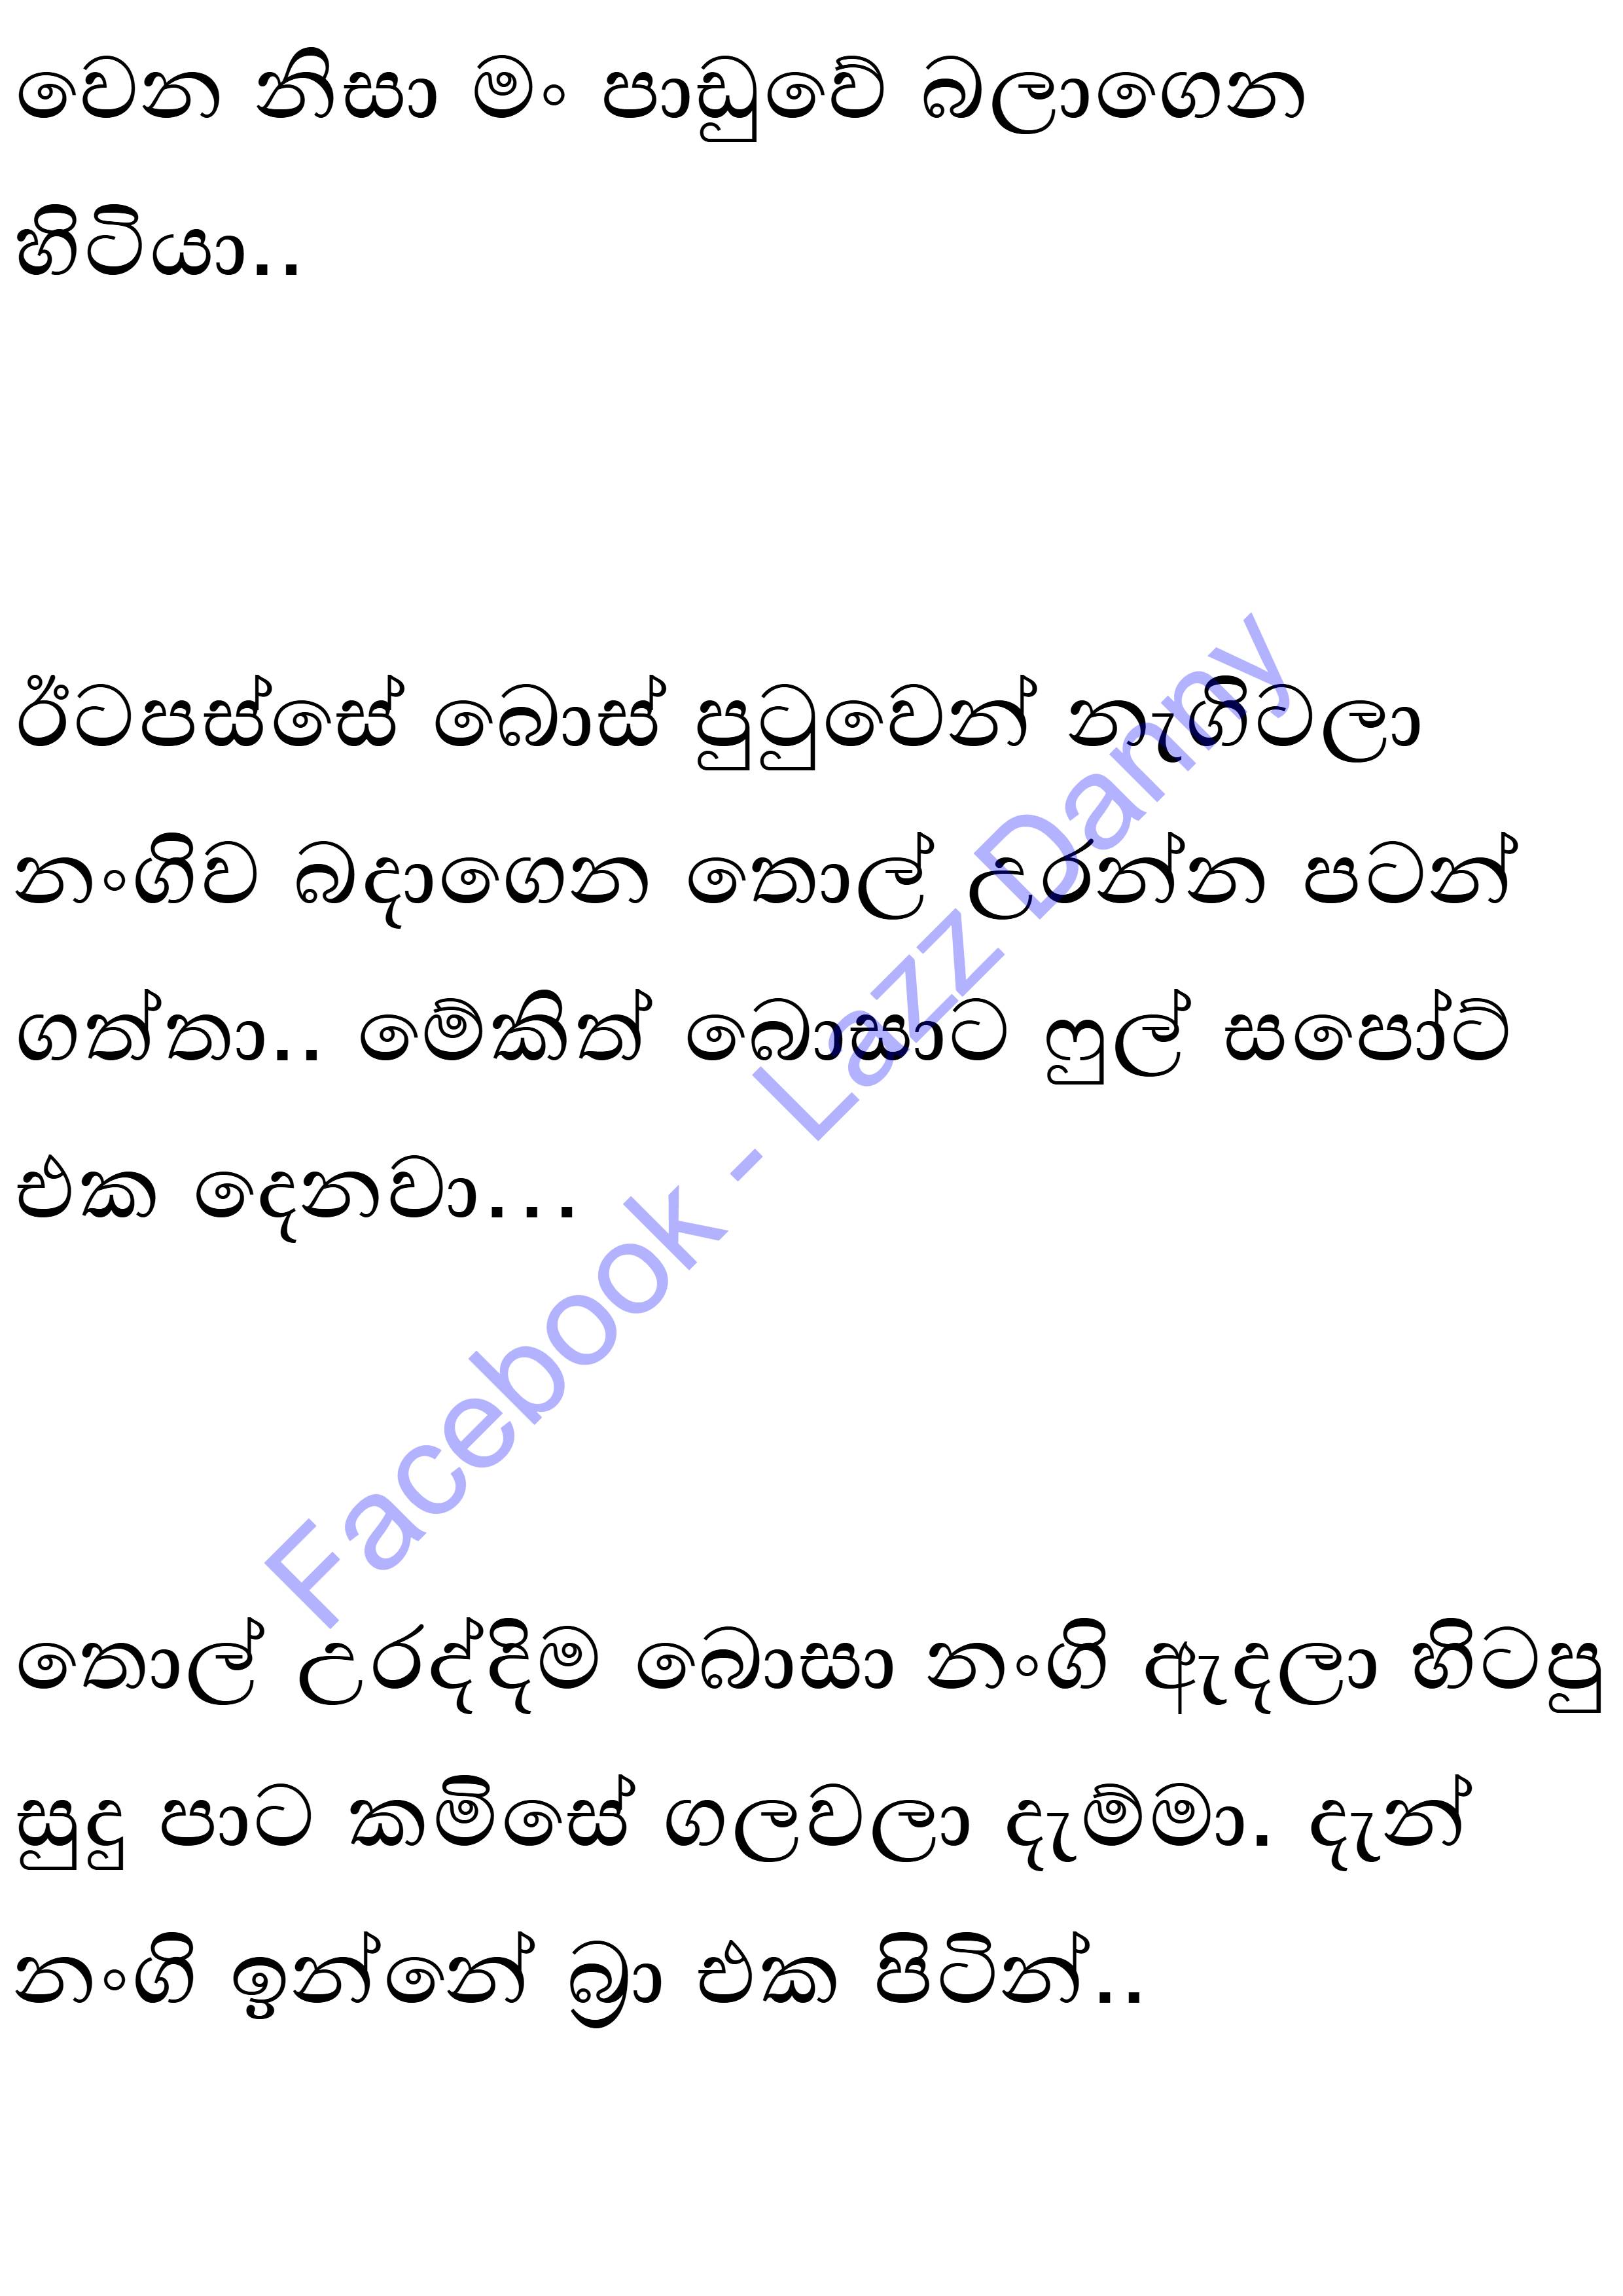 වෙන නිසා මං පාඩුවේ බලාගෙන
හිටියා..
ඊටපස්සේ බොස් පුටුවෙන් නැගිටලා
නංගිව බදාගෙන තොල් උරන්න පටන්
ගත්තා.. මේකිත් බොසාට ෆුල් සපෝට්
එක දෙනවා...
තොල් උරද්දිම බොසා නංගි ඇදලා හිටපු
සුදු පාට කමිසේ ගලවලා දැම්මා. දැන්
නංගි ඉන්නේ බ්‍රා එක පිටින්..
Facebook - Lazz Danny